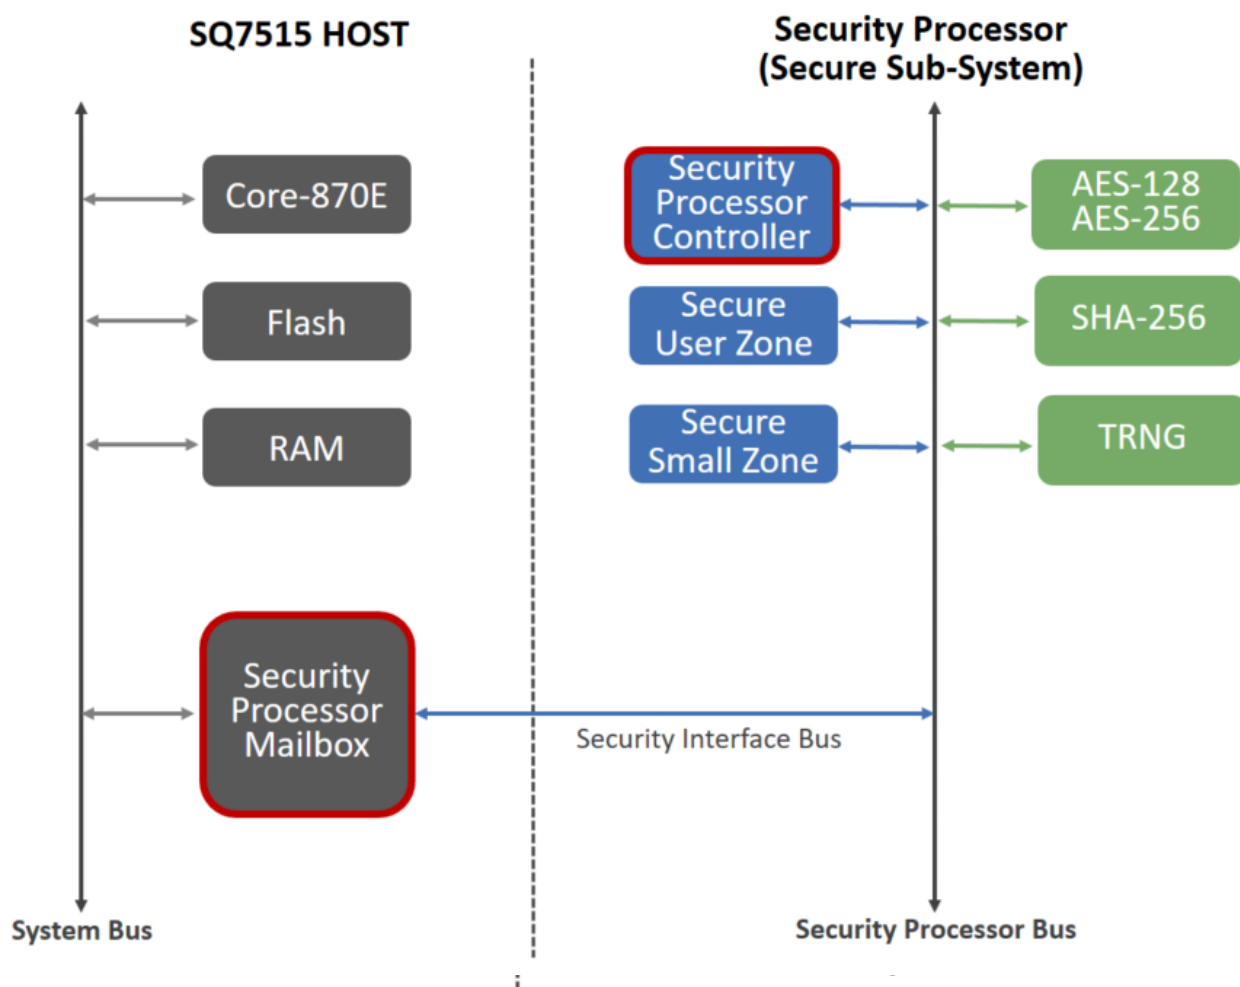 SQ7515 HOST
Security Processor
(Secure Sub-System)
Core-870E
Flash
RAM
Security
Processor
Mailbox
System Bus
Security
Processor
Controller
Secure
User Zone
Secure
Small Zone
AES-128
AES-256
SHA-256
TRNG
Security Interface Bus
Security Processor Bus